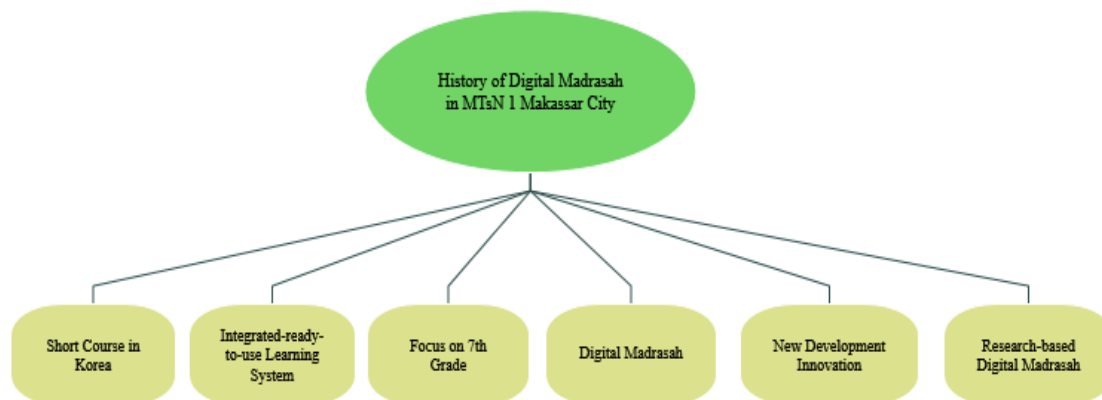 History of Digital Madrasah
in MTsN 1 Makassar City
Short Course in
Korea
Integrated-ready-
to-use Learning
System
Focus on 7th
Grade
Digital Madrasah
New Development
Innovation
Research-based
Digital Madrasah